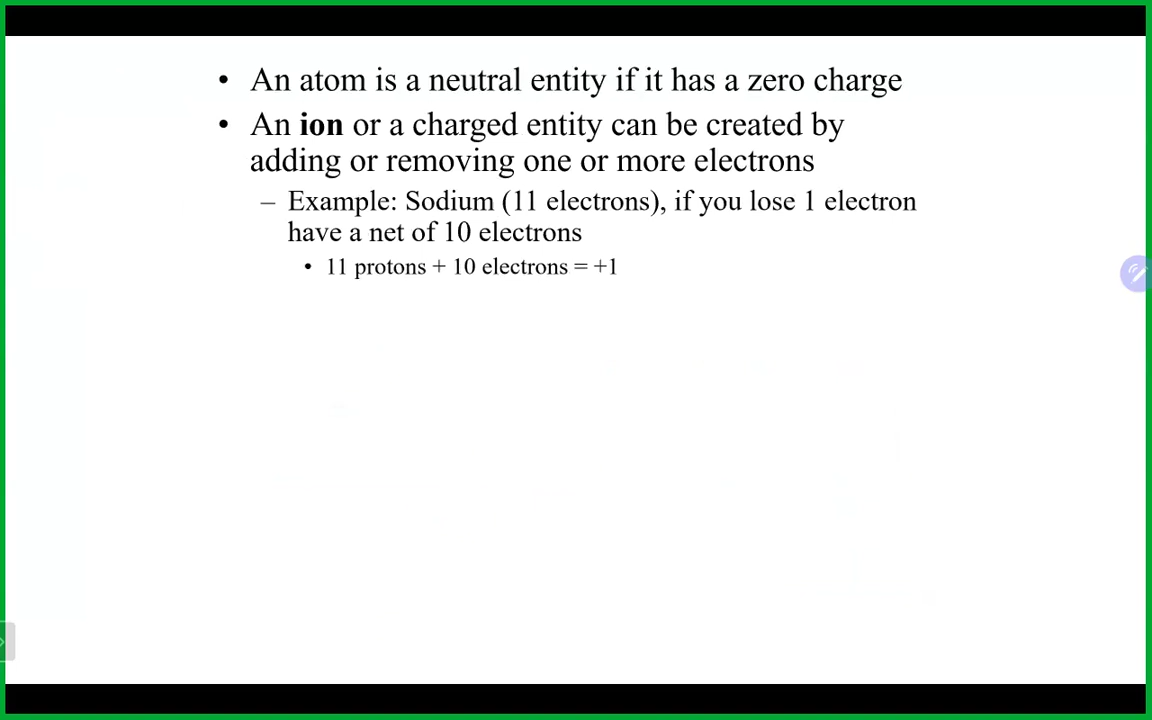 • An atom is a neutral entity if it has a zero charge
• An ion or a charged entity can be created by
adding or removing one or more electrons
– Example: Sodium (11 electrons), if you lose 1 electron
have a net of 10 electrons
• 11 protons + 10 electrons = +1